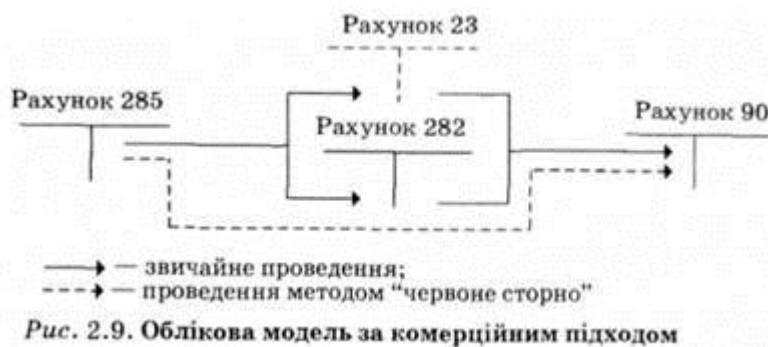 Рахунок 23
Рахунок 285
Рахунок 282
Рахунок 90
— звичайне проведення;
— проведення методом “червоне сторно”
Рис. 2.9. Облікова модель за комерційним підходом